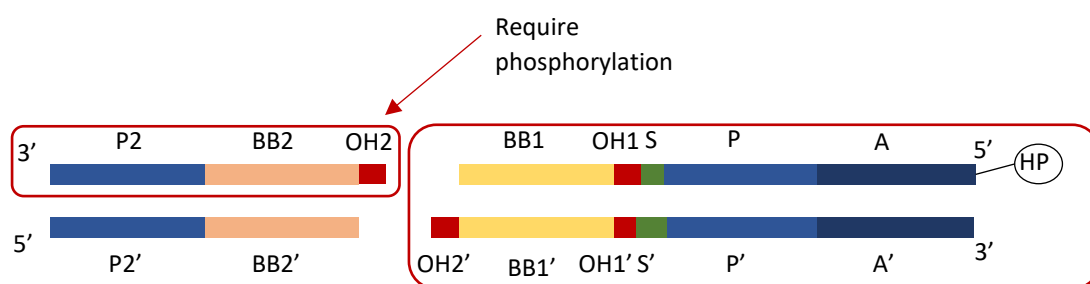 Require
phosphorylation
3’ P2 BB2 OH2 BB1 OH1 S P A 5’
HP
5’ P2’ BB2’ OH2’ BB1’ OH1’ S’ P’ A’ 3’